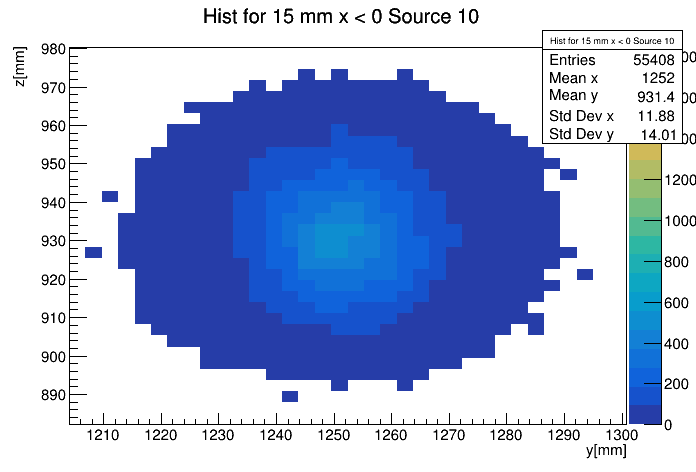 Hist for 15 mm x < 0 Source 10
Hist for 15 mm x < 0 Source 10
Entries 55408
Mean x 1252
Mean y 931.4
Std Dev x 11.88
Std Dev y 14.01
z[mm]
980
970
960
950
940
930
920
910
900
890
1210 1220 1230 1240 1250 1260 1270 1280 1290 1300
y[mm]
1200
1000
800
600
400
200
0